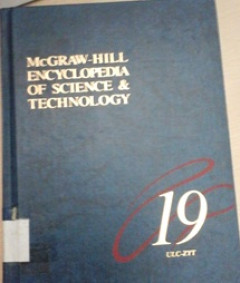 McGRAW-HILL
ENCYCLOPEDIA
OF SCIENCE &
TECHNOLOGY
19
ULC-ZYT